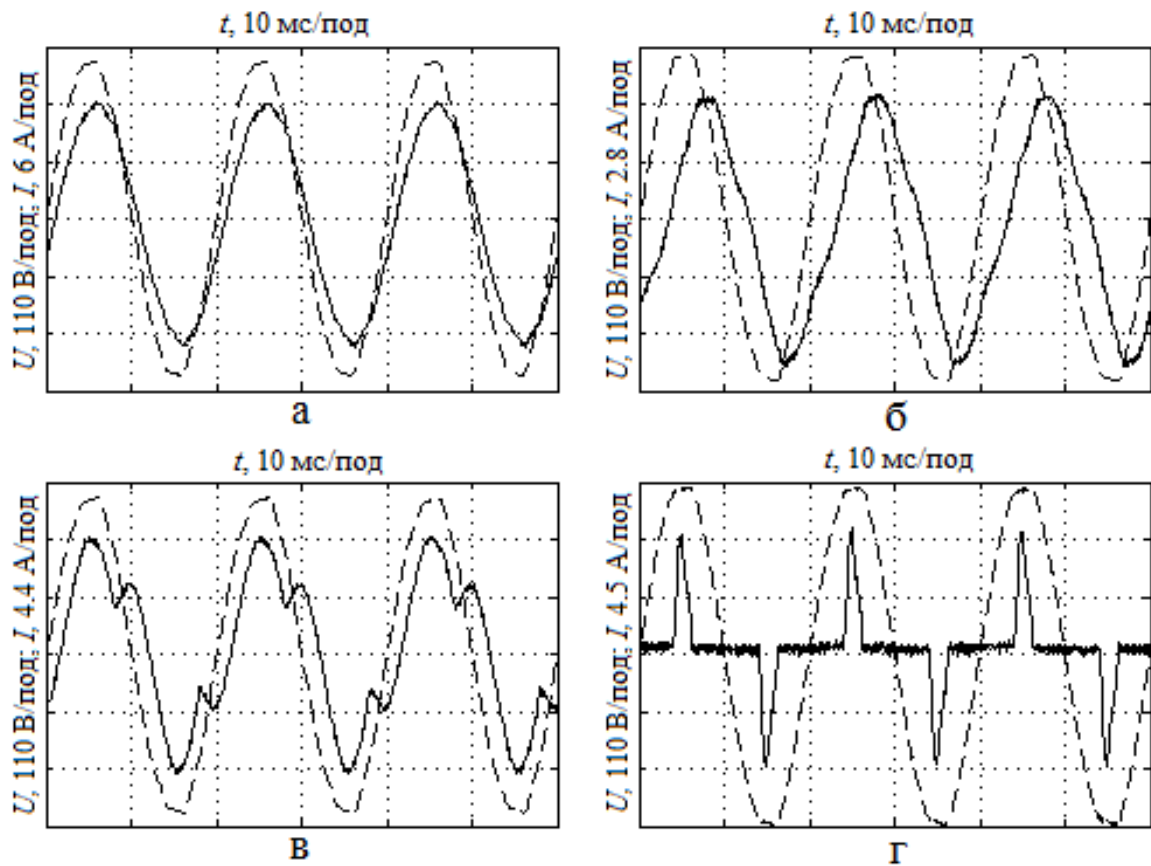 t, 10 мс/под
U, 110 В/под; I, 6 А/под
а
t, 10 мс/под
U, 110 В/под; I, 2.8 А/под
б
t, 10 мс/под
U, 110 В/под; I, 4.4 А/под
в
t, 10 мс/под
U, 110 В/под; I, 4.5 А/под
г